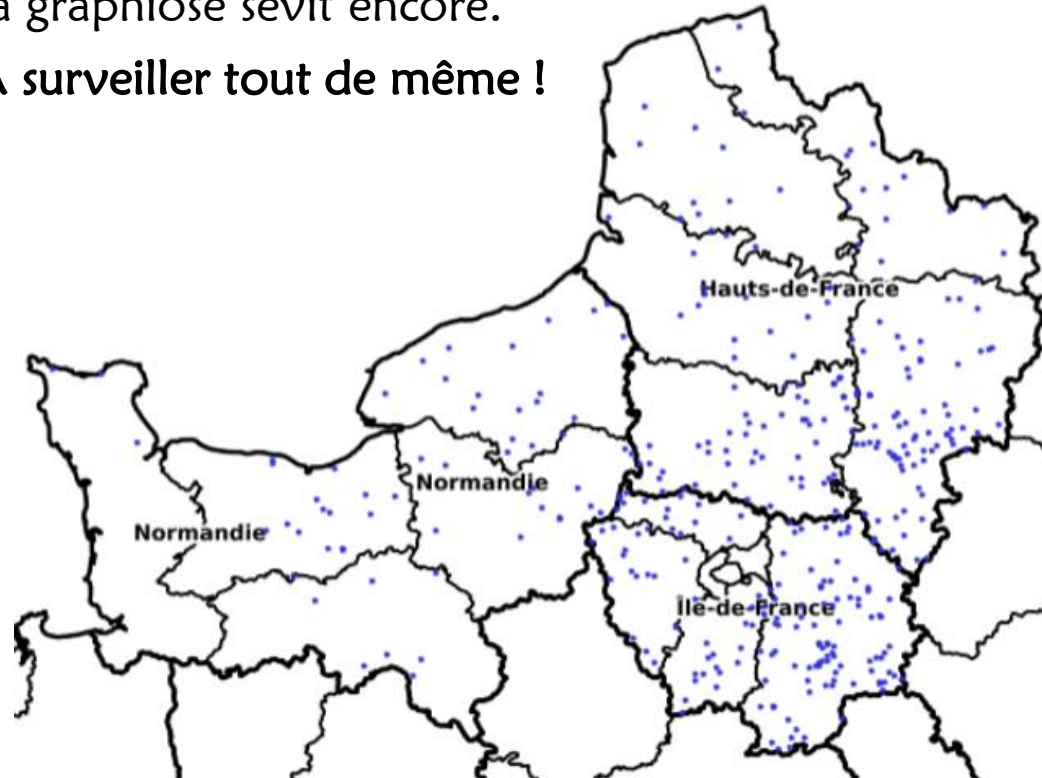 a graphiose sévit encore.
À surveiller tout de même !
Hauts-de-France
Normandie
Normandie
Île-de-France